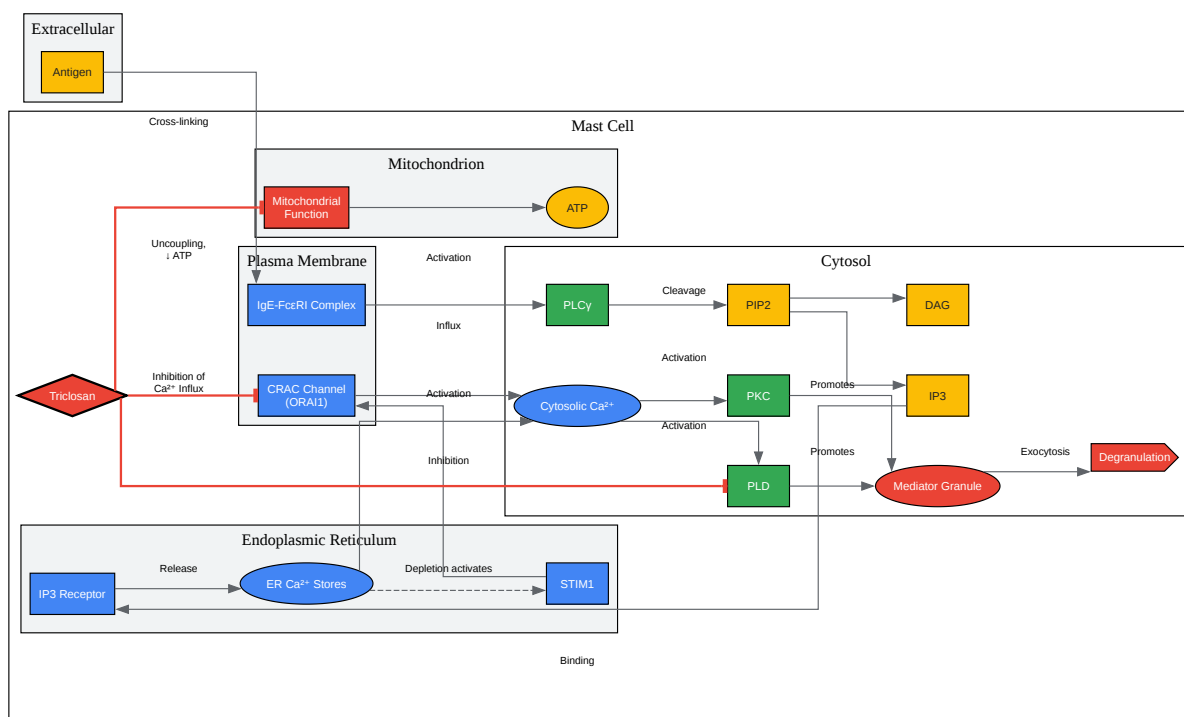 Extracellular
Antigen
Cross-linking
Mast Cell
Mitochondrion
Mitochondrial
Function
ATP
Uncoupling,
↓ ATP
Plasma Membrane
Activation
Cytosol
IgE-FcεRI Complex
PLCγ
Cleavage
PIP2
DAG
Influx
Activation
Triclosan
Inhibition of
Ca²⁺ Influx
CRAC Channel
(ORAI1)
Activation
Cytosolic Ca²⁺
PKC
Promotes
IP3
Activation
Inhibition
PLD
Promotes
Mediator Granule
Exocytosis
Degranulation
Endoplasmic Reticulum
IP3 Receptor
Release
ER Ca²⁺ Stores
Depletion activates
STIM1
Binding